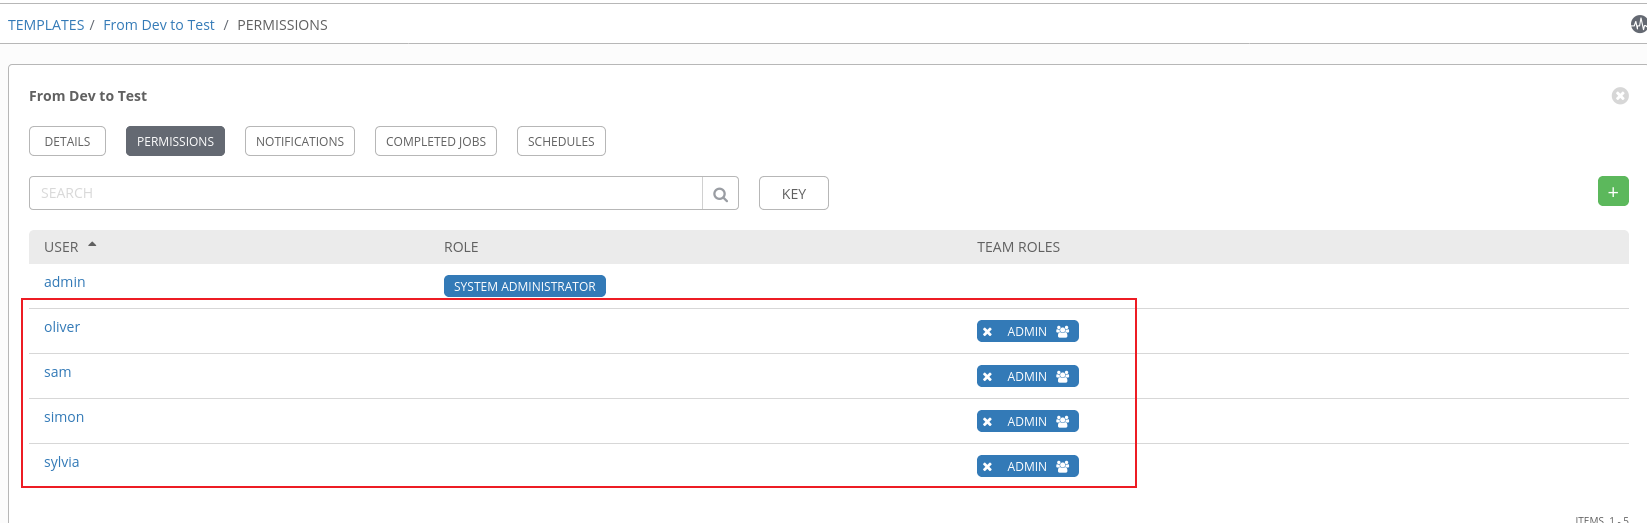 TEMPLATES / From Dev to Test / PERMISSIONS
From Dev to Test
DETAILS PERMISSIONS NOTIFICATIONS COMPLETED JOBS SCHEDULES
SEARCH KEY +
USER ROLE TEAM ROLES
admin SYSTEM ADMINISTRATOR
oliver ADMIN
sam ADMIN
simon ADMIN
sylvia ADMIN
ITEMS 1 - 5